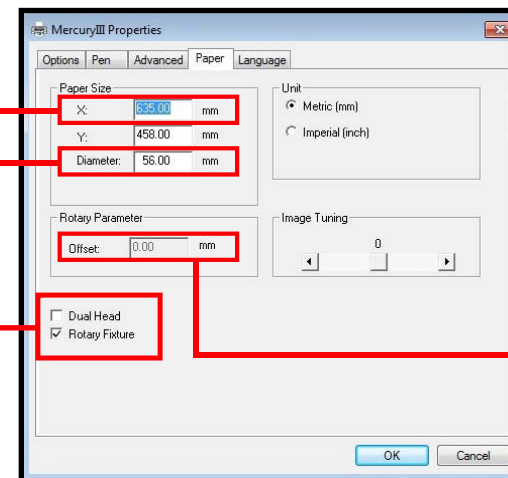 MercuryIII Properties
Options Pen Advanced Paper Language
Paper Size
X: 635.00 mm
Y: 458.00 mm
Diameter: 56.00 mm
Unit
Metric (mm)
Imperial (inch)
Rotary Parameter
Offset: 0.00 mm
Image Tuning
0
Dual Head
Rotary Fixture
OK Cancel